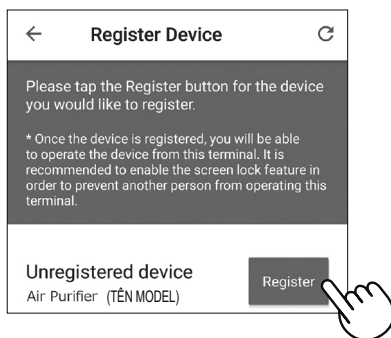 Register Device
Please tap the Register button for the device
you would like to register.
* Once the device is registered, you will be able
to operate the device from this terminal. It is
recommended to enable the screen lock feature in
order to prevent another person from operating this
terminal.
Unregistered device
Air Purifier (TÊN MODEL)
Register